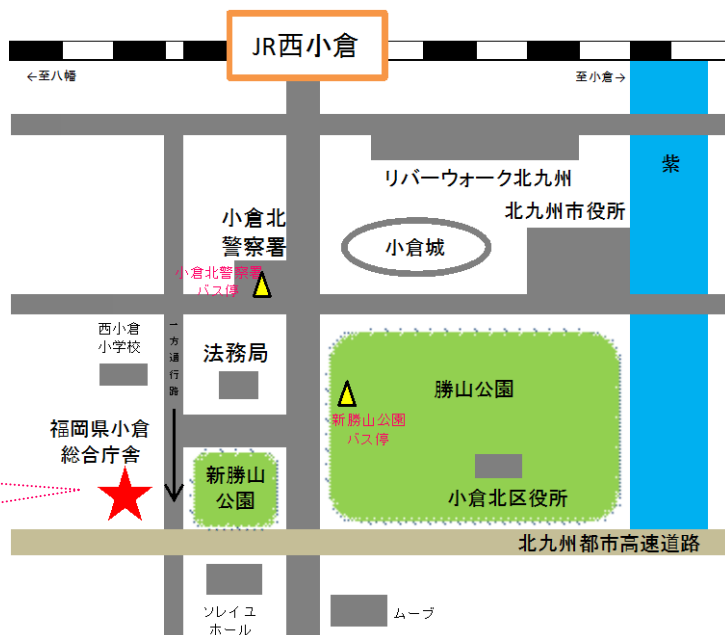 JR西小倉
←至八幡
至小倉→
紫
リバーウォーク北九州
北九州市役所
小倉北
警察署
小倉城
小倉北警察署
バス停
西小倉
小学校
一方通行路
法務局
勝山公園
新勝山公園
バス停
福岡県小倉
総合庁舎
新勝山
公園
小倉北区役所
北九州都市高速道路
ソレイユ
ホール
ムーブ